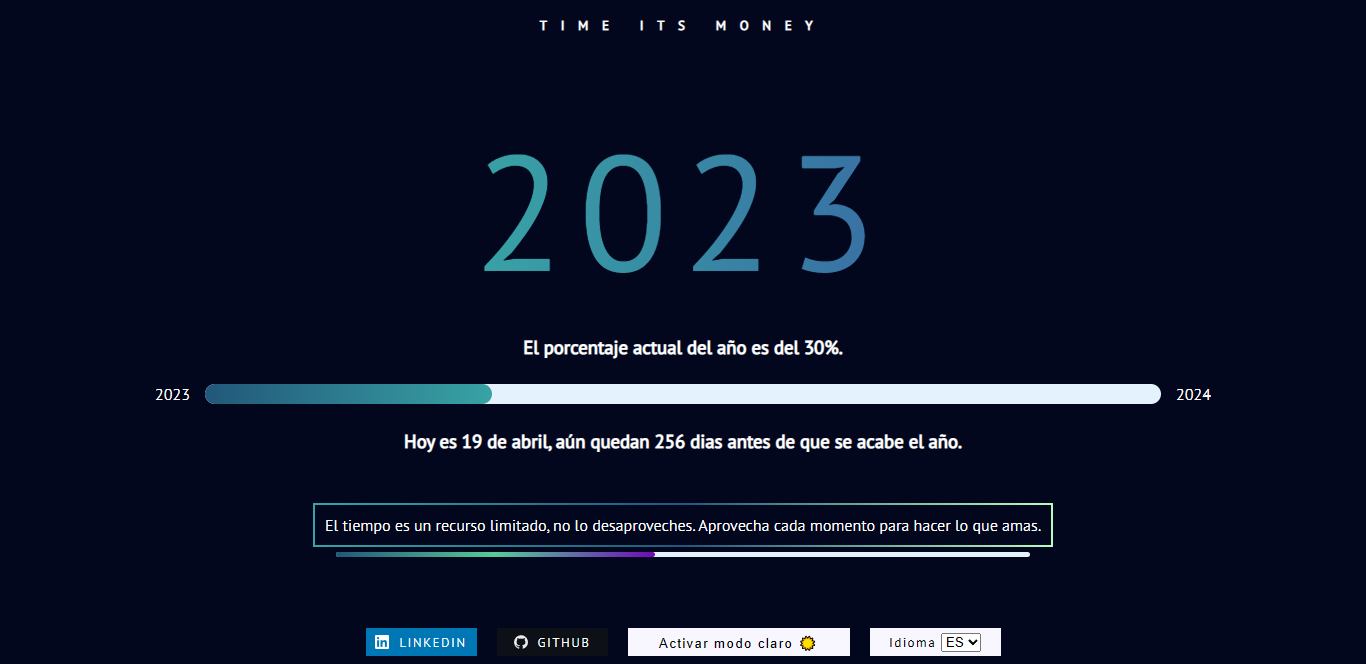 TIME ITS MONEY
2023
El porcentaje actual del año es del 30%.
2023 2024
Hoy es 19 de abril, aún quedan 256 dias antes de que se acabe el año.
El tiempo es un recurso limitado, no lo desaproveches. Aprovecha cada momento para hacer lo que amas.
in LINKEDIN GITHUB Activar modo claro Idioma ES